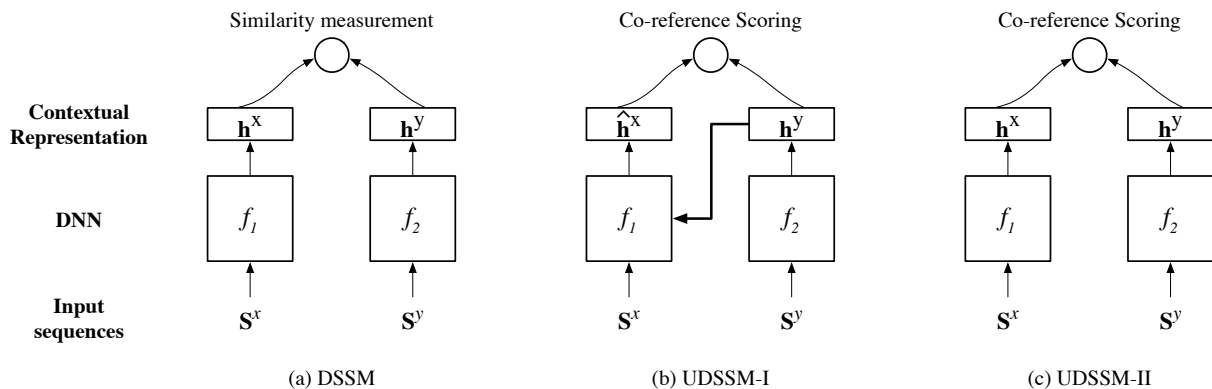 Similarity measurement
Co-reference Scoring
Co-reference Scoring
Contextual
Representation
h^x
h^y
ĥ^x
h^y
h^x
h^y
DNN
f_1
f_2
f_1
f_2
f_1
f_2
Input
sequences
S^x
S^y
S^x
S^y
S^x
S^y
(a) DSSM
(b) UDSSM-I
(c) UDSSM-II